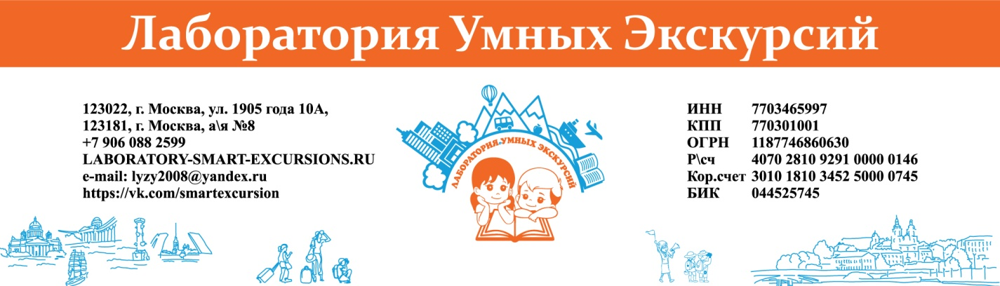 Лаборатория Умных Экскурсий
123022, г. Москва, ул. 1905 года 10А,
123181, г. Москва, а\я №8
+7 906 088 2599
LABORATORY-SMART-EXCURSIONS.RU
e-mail: lyzy2008@yandex.ru
https://vk.com/smartexcursion
ЛАБОРАТОРИЯ УМНЫХ ЭКСКУРСИЙ
ИНН 7703465997
КПП 770301001
ОГРН 1187746860630
Р\сч 4070 2810 9291 0000 0146
Кор.счет 3010 1810 3452 5000 0745
БИК 044525745